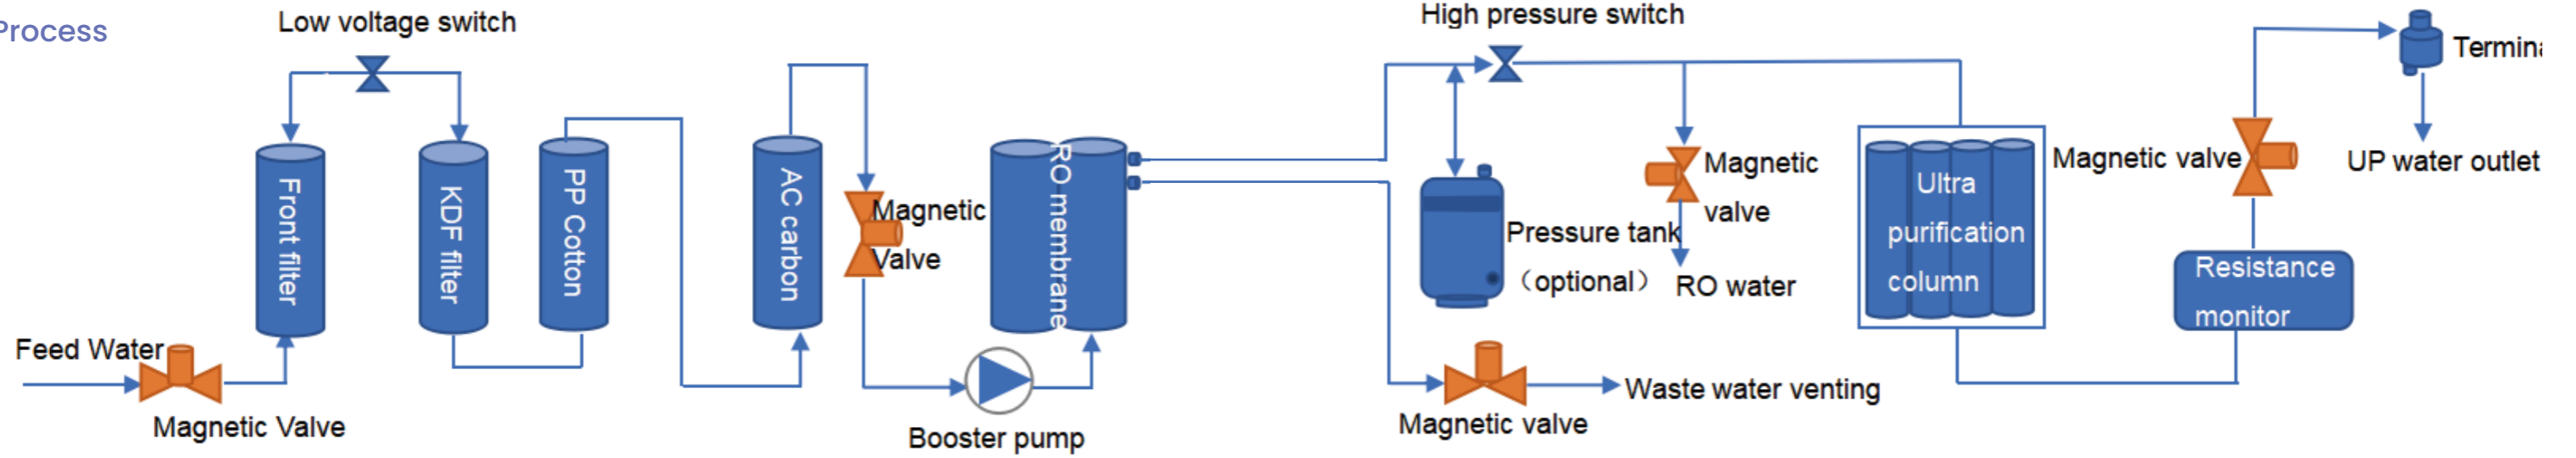 Process
Low voltage switch
High pressure switch
Front filter
KDF filter
PP Cotton
AC carbon
Magnetic
Valve
RO membrane
Feed Water
Magnetic Valve
Booster pump
Pressure tank
（optional）
Magnetic
valve
RO water
Magnetic valve
Waste water venting
Ultra
purification
column
Magnetic valve
Resistance
monitor
UP water outlet